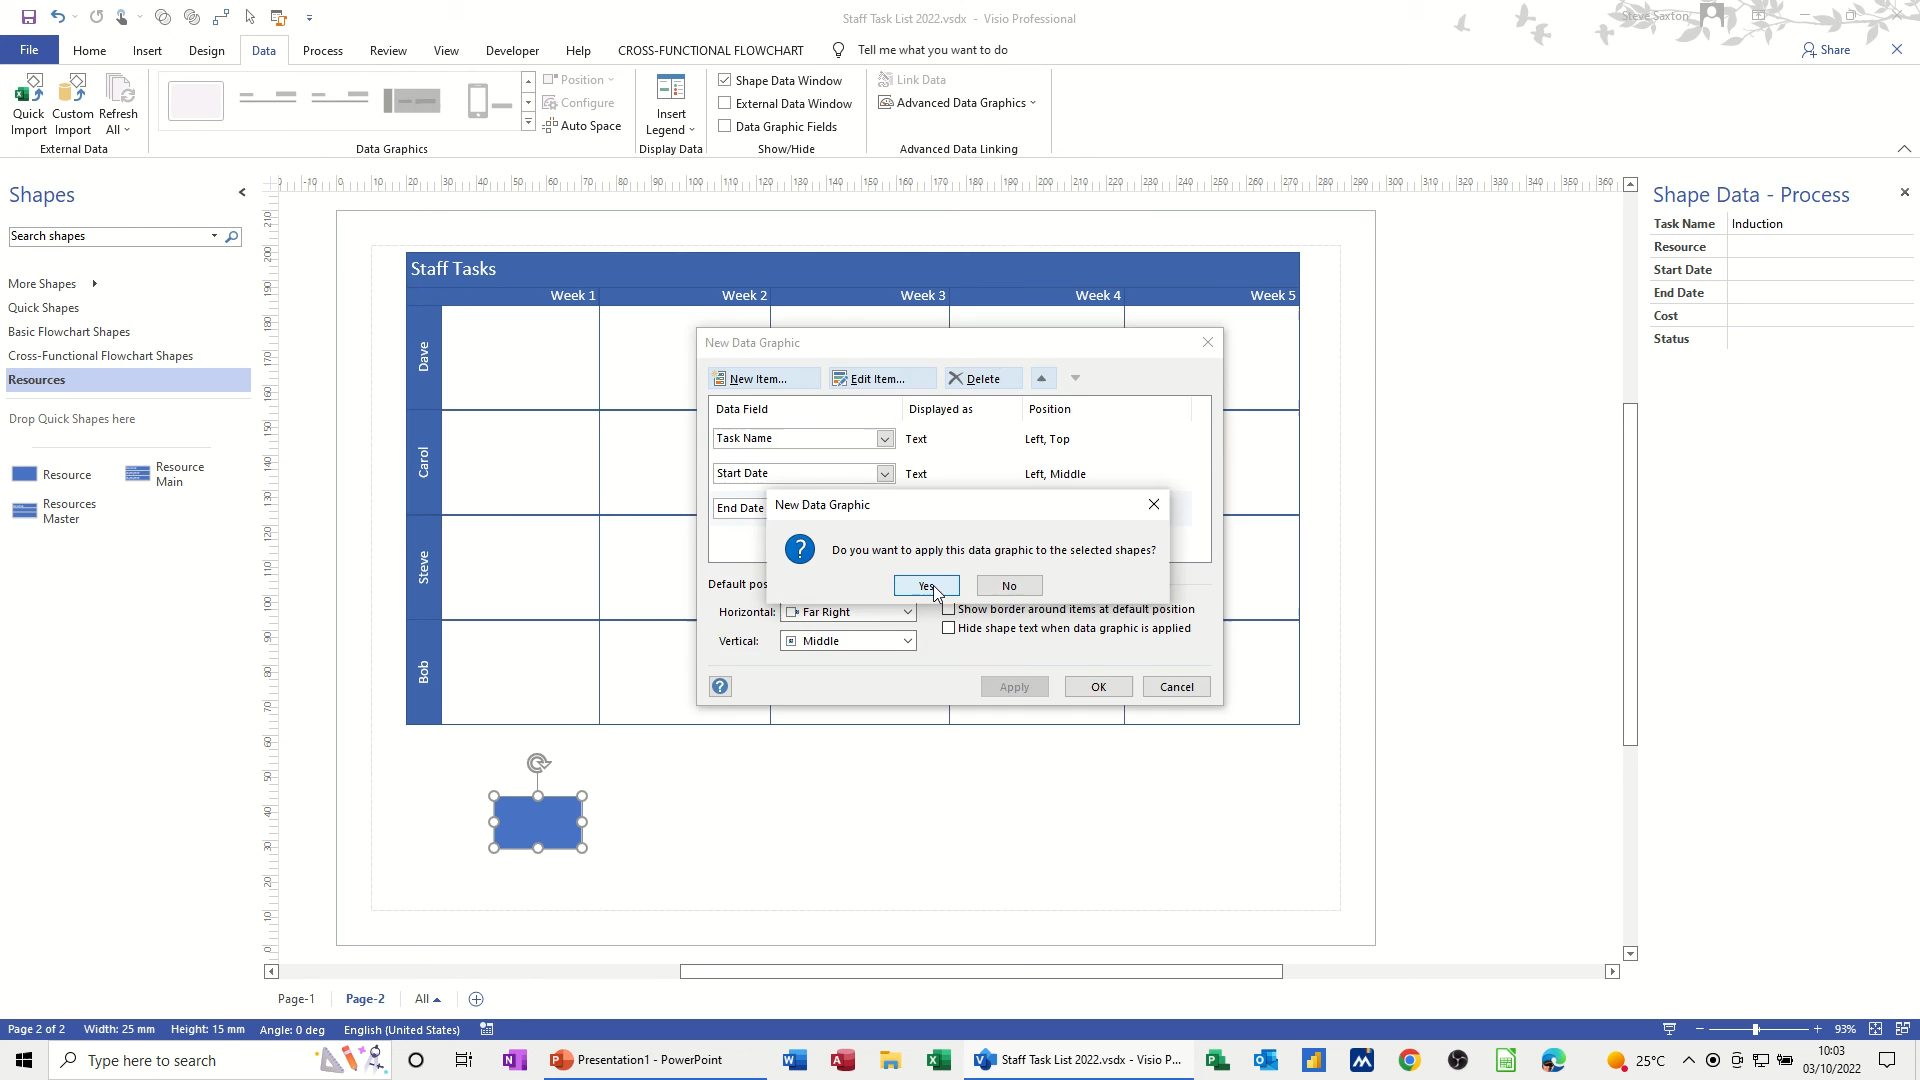 Staff Task List 2022.vsdx - Visio Professional
Steve Saxton
File Home Insert Design Data Process Review View Developer Help CROSS-FUNCTIONAL FLOWCHART Tell me what you want to do
Share
Quick Import
Custom Import
Refresh All
External Data
Position
Configure
Auto Space
Data Graphics
Insert Legend
Display Data
Shape Data Window
External Data Window
Data Graphic Fields
Show/Hide
Link Data
Advanced Data Graphics
Advanced Data Linking
Shapes
Search shapes
More Shapes
Quick Shapes
Basic Flowchart Shapes
Cross-Functional Flowchart Shapes
Resources
Drop Quick Shapes here
Resource
Resource Main
Resources Master
Staff Tasks
Week 1 Week 2 Week 3 Week 4 Week 5
Dave
Carol
Steve
Bob
New Data Graphic
New Item... Edit Item... Delete
Data Field Displayed as Position
Task Name Text Left, Top
Start Date Text Left, Middle
End Date
New Data Graphic
Do you want to apply this data graphic to the selected shapes?
Yes No
Default pos
Horizontal: Far Right
Show border around items at default position
Vertical: Middle
Hide shape text when data graphic is applied
Apply OK Cancel
Shape Data - Process
Task Name Induction
Resource
Start Date
End Date
Cost
Status
Page-1 Page-2 All
Page 2 of 2 Width: 25 mm Height: 15 mm Angle: 0 deg English (United States)
93%
Type here to search
Presentation1 - PowerPoint
Staff Task List 2022.vsdx - Visio P...
25°C
10:03
03/10/2022